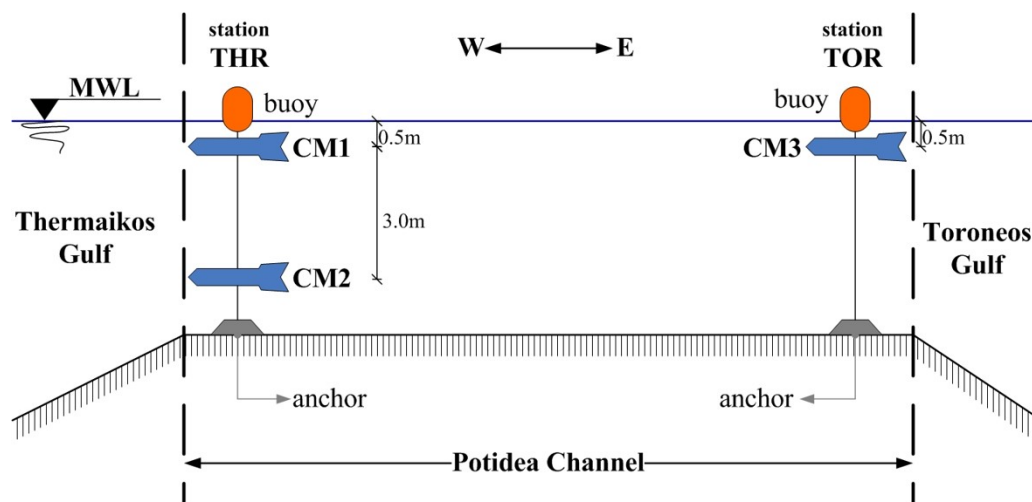 station
THR
W
E
station
TOR
MWL
buoy
buoy
CM1
0.5m
CM3
0.5m
3.0m
Thermaikos
Gulf
Toroneos
Gulf
CM2
anchor
anchor
Potidea Channel